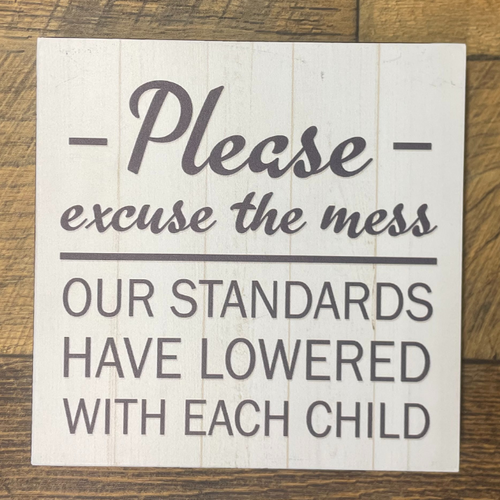 Please
excuse the mess
OUR STANDARDS
HAVE LOWERED
WITH EACH CHILD